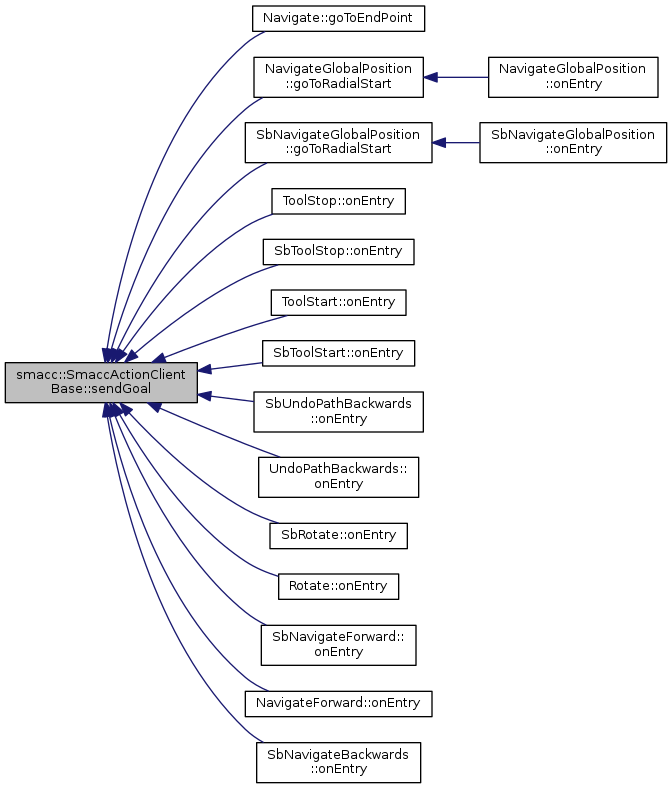 Navigate::goToEndPoint
NavigateGlobalPosition
::goToRadialStart
NavigateGlobalPosition
::onEntry
SbNavigateGlobalPosition
::goToRadialStart
SbNavigateGlobalPosition
::onEntry
ToolStop::onEntry
SbToolStop::onEntry
ToolStart::onEntry
SbToolStart::onEntry
smacc::SmaccActionClient
Base::sendGoal
SbUndoPathBackwards
::onEntry
UndoPathBackwards::
onEntry
SbRotate::onEntry
Rotate::onEntry
SbNavigateForward::
onEntry
NavigateForward::onEntry
SbNavigateBackwards
::onEntry